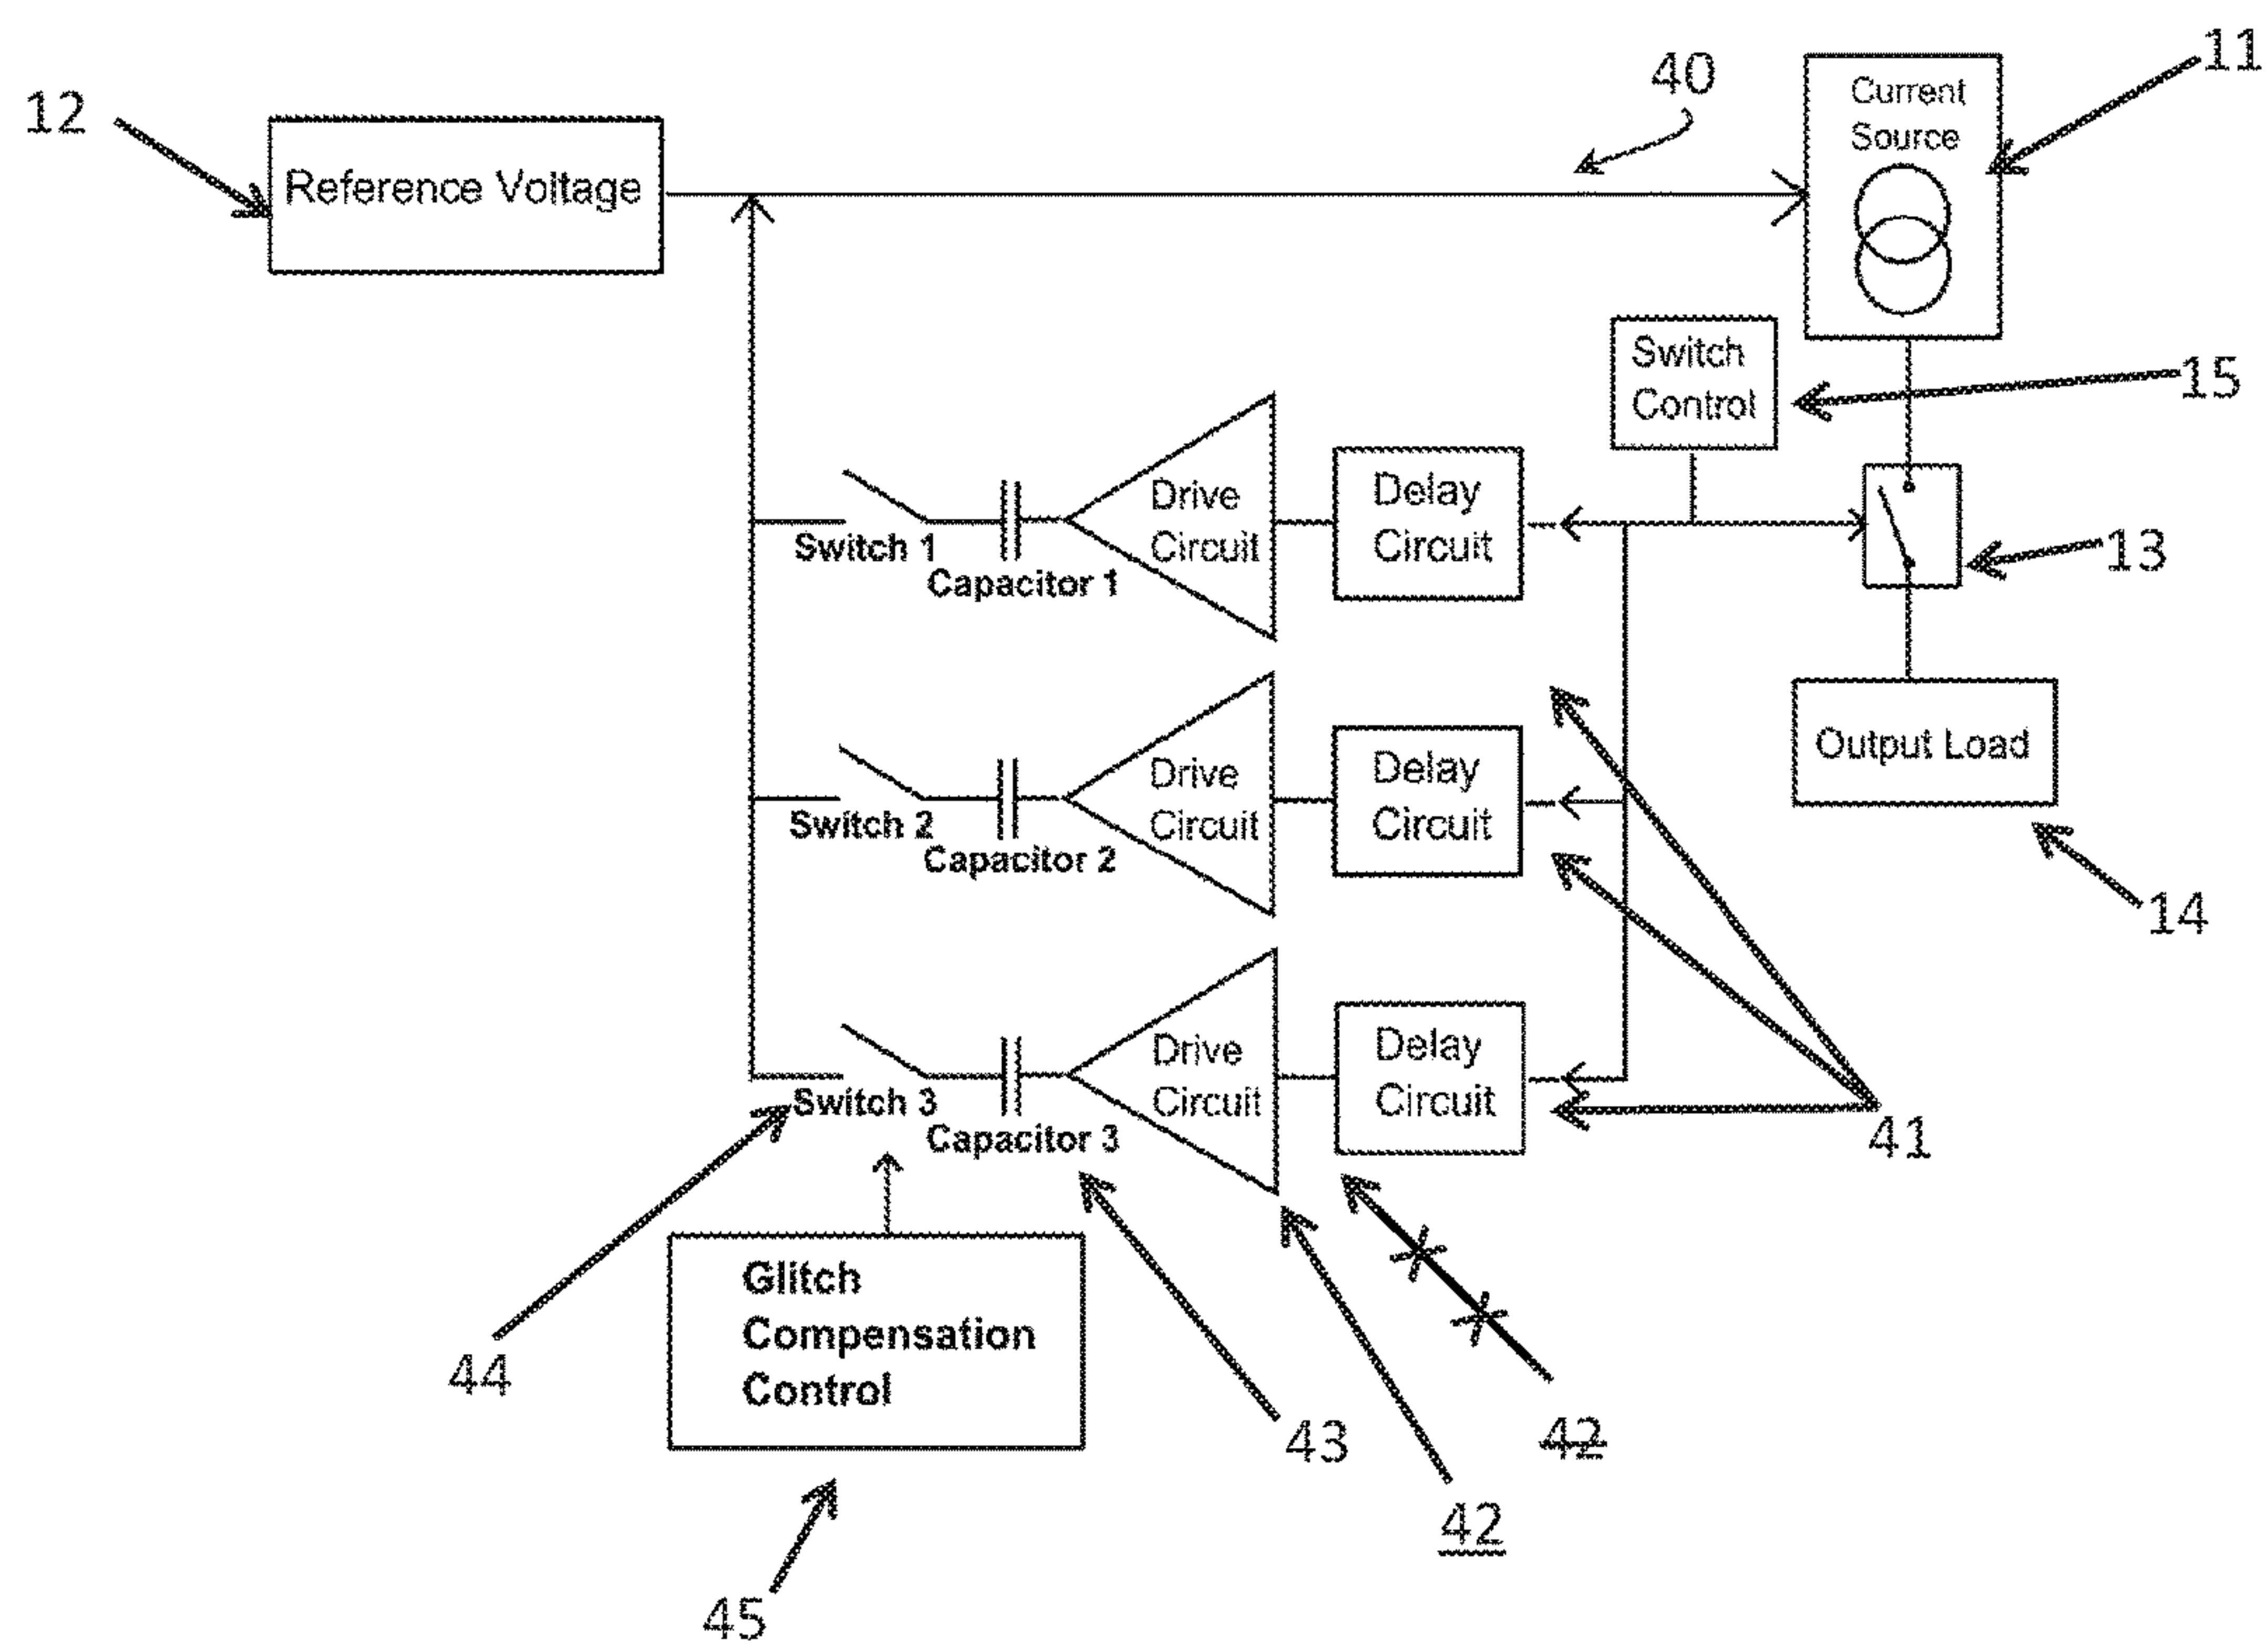 11
40
Current
Source
12
Reference Voltage
Switch
Control
15
Drive
Circuit
Delay
Circuit
Switch 1
Capacitor 1
13
Drive
Circuit
Delay
Circuit
Output Load
Switch 2
Capacitor 2
14
Drive
Circuit
Delay
Circuit
Switch 3
Capacitor 3
41
Glitch
Compensation
Control
44
43
42
42
45